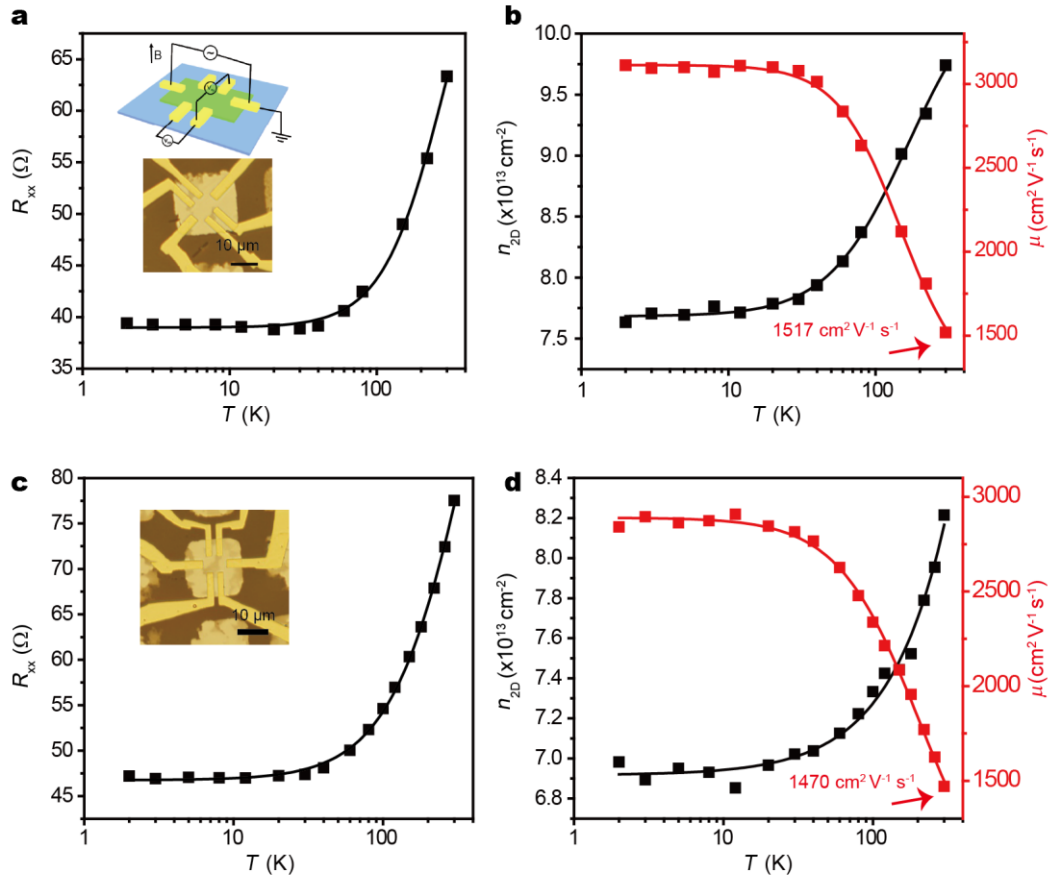 a
65
60
55
50
45
40
35
R_xx (Ω)
1
10
100
T (K)
B
~
10 µm
b
10.0
9.5
9.0
8.5
8.0
7.5
n_2D (x10^13 cm^-2)
3000
2500
2000
1500
µ (cm^2 V^-1 s^-1)
1517 cm^2 V^-1 s^-1
1
10
100
T (K)
c
80
75
70
65
60
55
50
45
R_xx (Ω)
1
10
100
T (K)
10 µm
d
8.4
8.2
8.0
7.8
7.6
7.4
7.2
7.0
6.8
n_2D (x10^13 cm^-2)
3000
2500
2000
1500
µ(cm^2 V^-1 s^-1)
1470 cm^2 V^-1 s^-1
1
10
100
T (K)